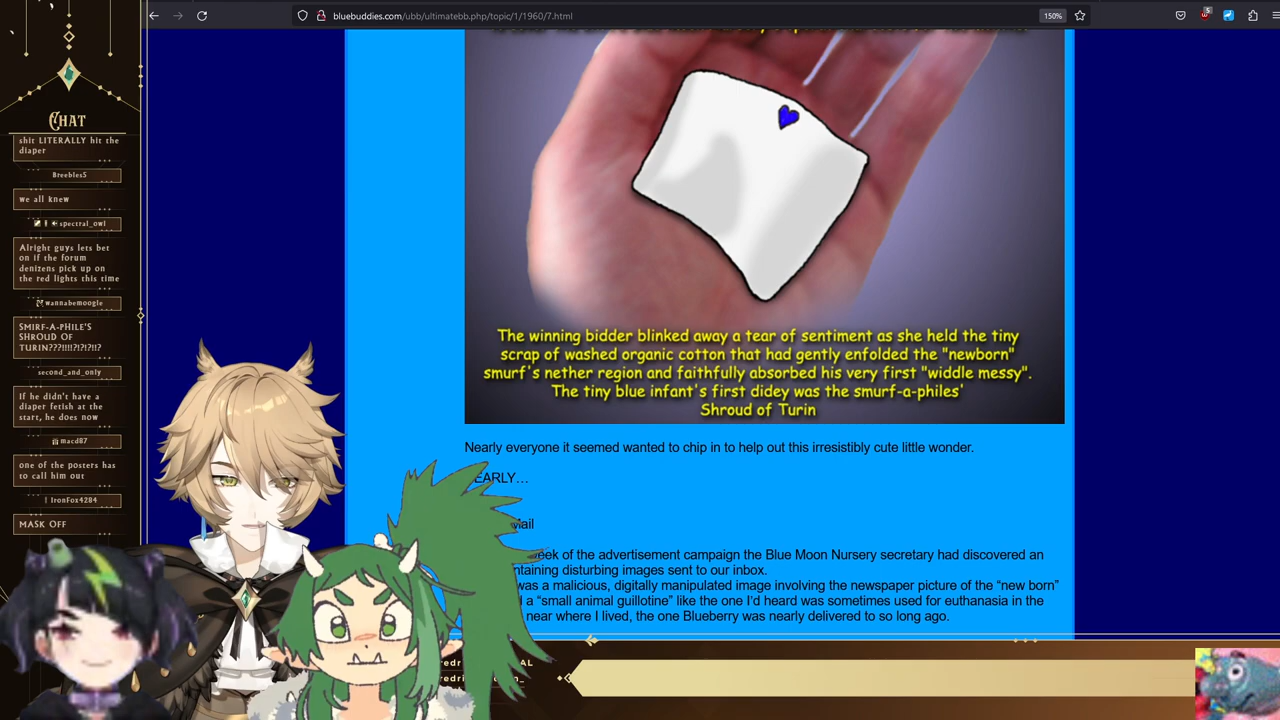 bluebuddies.com/ubb/ultimatebb.php/topic/1/1960/7.html
150%
5
CHAT
shit LITERALLY hit the
diaper
Breebles5
we all knew
spectral_owl
Alright guys lets bet
on if the forum
denizens pick up on
the red lights this time
wannabemoogle
SMIRF-A-PHILE'S
SHROUD OF
TURIN???!!!!?!?!?!!?
second_and_only
If he didn't have a
diaper fetish at the
start, he does now
macd87
one of the posters has
to call him out
IronFox4284
MASK OFF
The winning bidder blinked away a tear of sentiment as she held the tiny
scrap of washed organic cotton that had gently enfolded the "newborn"
smurf's nether region and faithfully absorbed his very first "widdle messy".
The tiny blue infant's first didey was the smurf-a-philes'
Shroud of Turin
Nearly everyone it seemed wanted to chip in to help out this irresistibly cute little wonder.
EARLY…
ail
eek of the advertisement campaign the Blue Moon Nursery secretary had discovered an
ntaining disturbing images sent to our inbox.
was a malicious, digitally manipulated image involving the newspaper picture of the “new born”
a “small animal guillotine” like the one I’d heard was sometimes used for euthanasia in the
near where I lived, the one Blueberry was nearly delivered to so long ago.